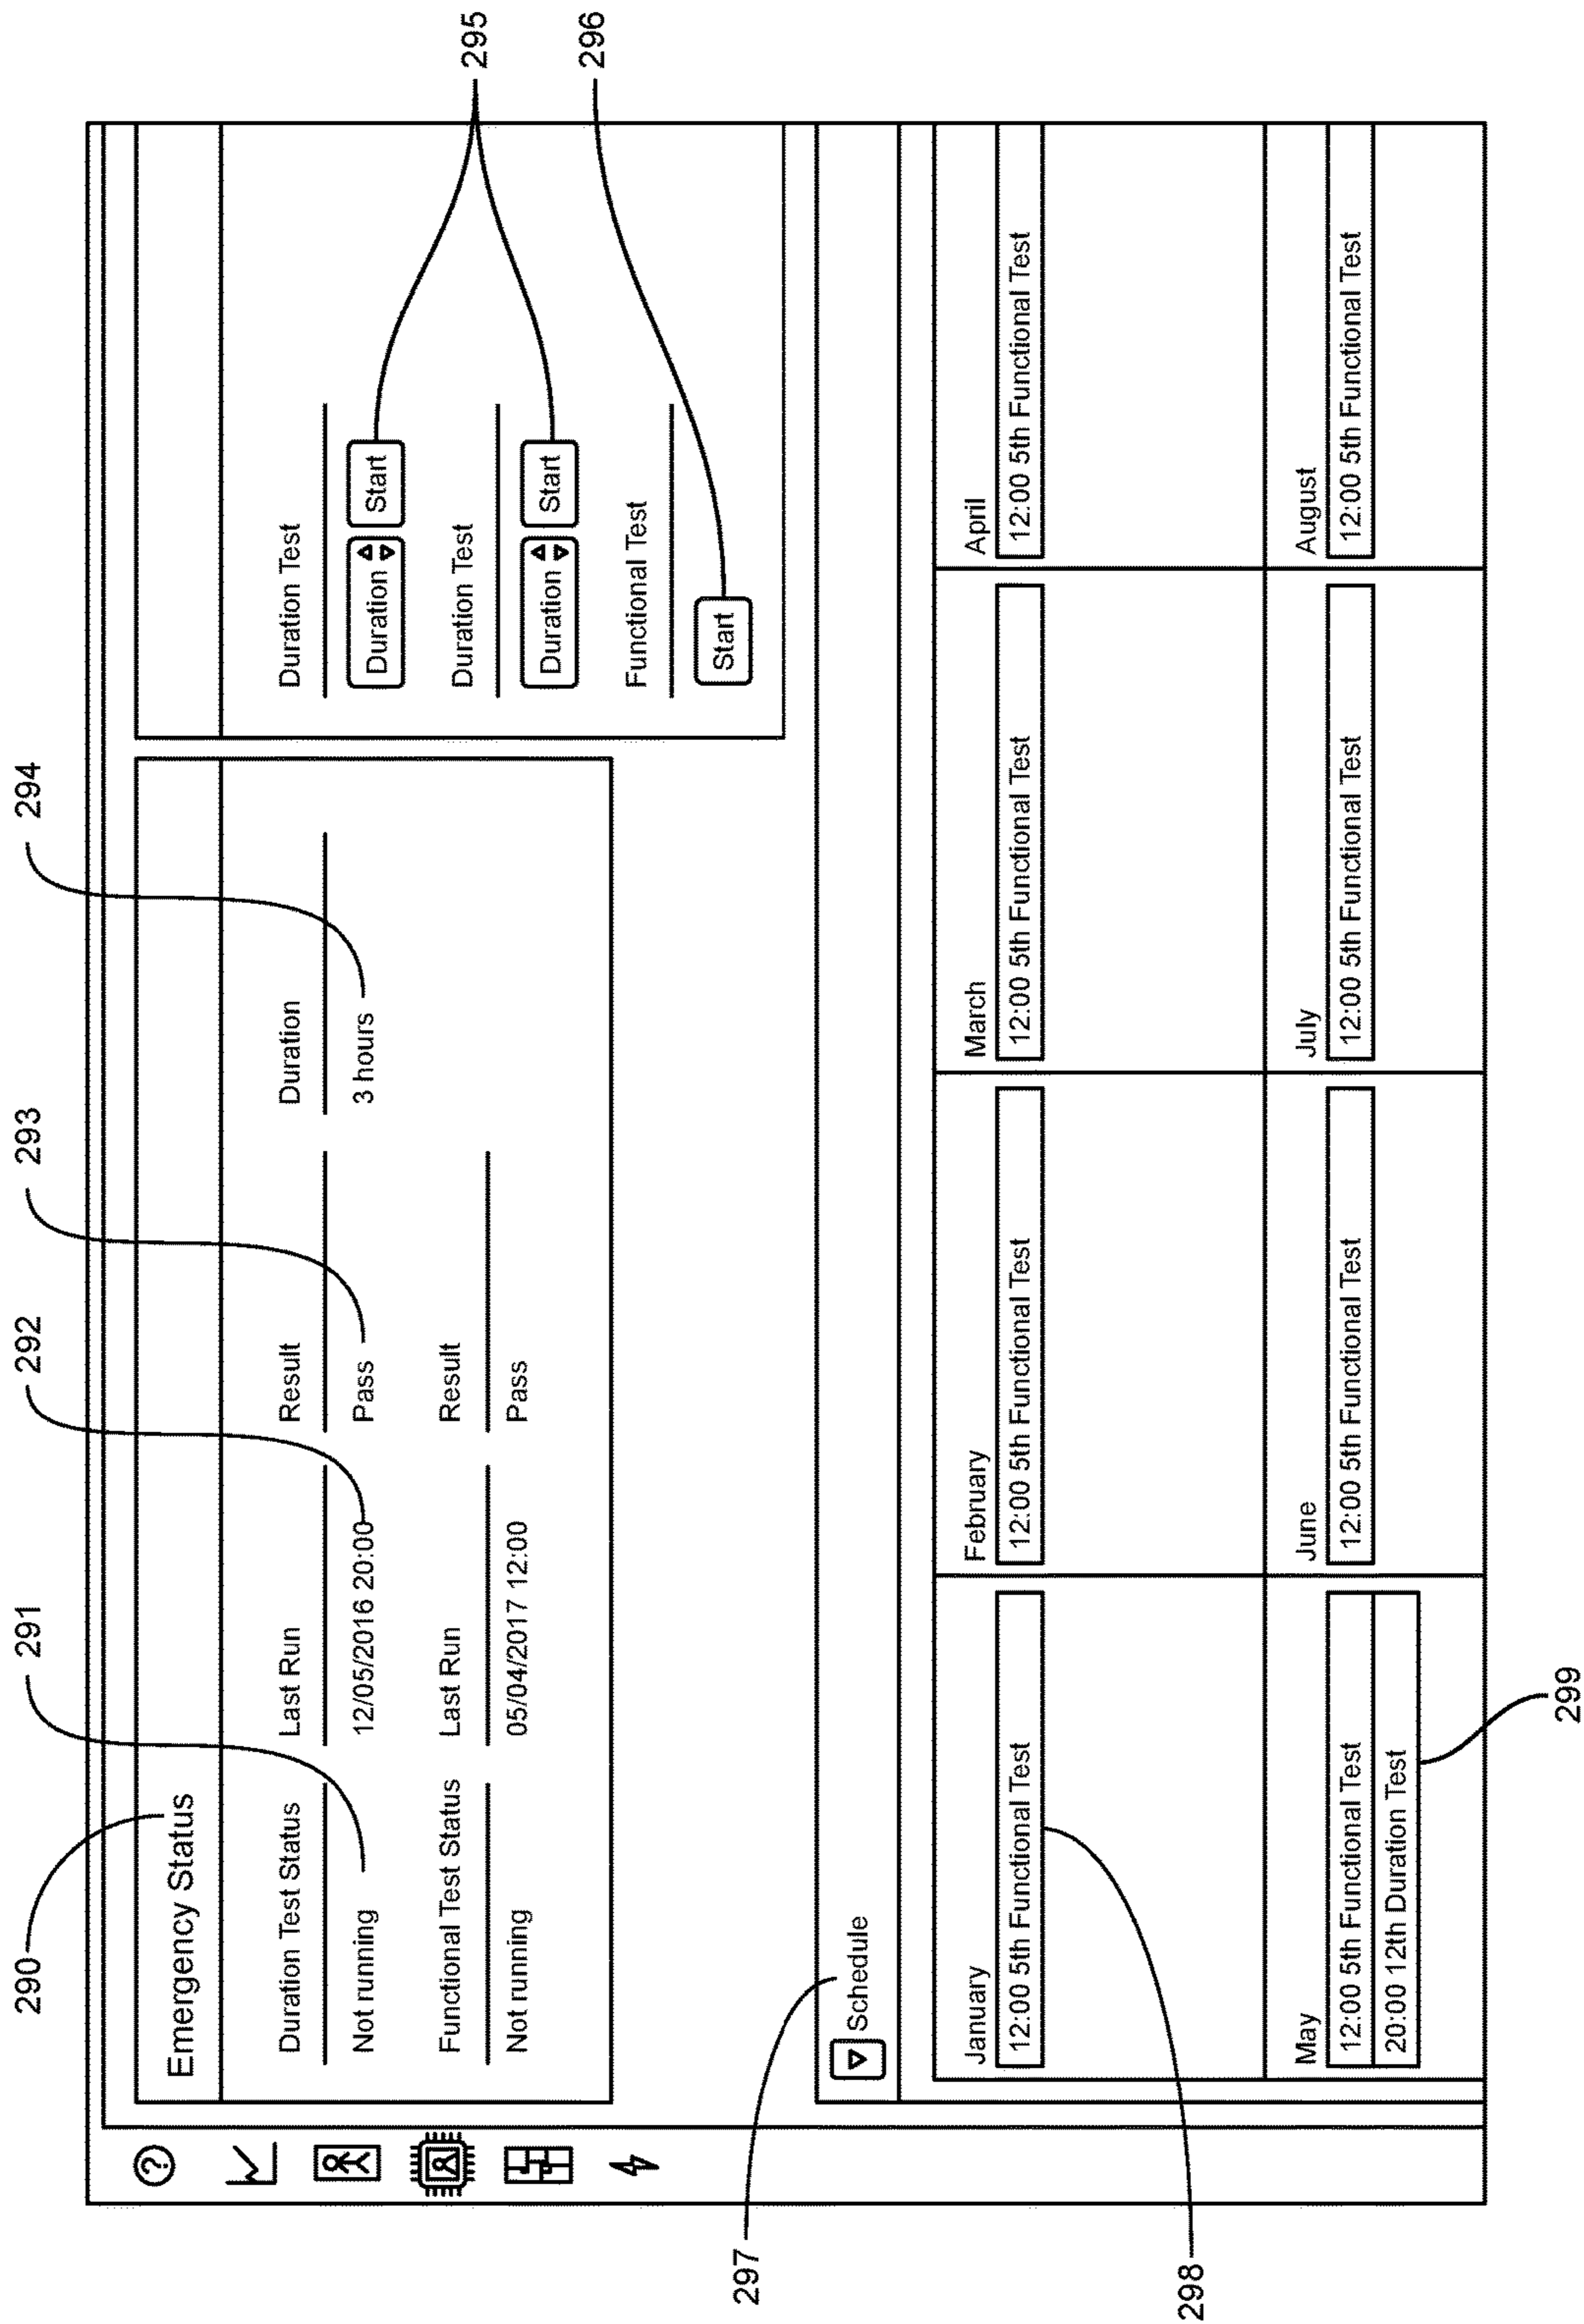 290
291
292
293
294
295
296
Emergency Status
Duration Test Status Last Run Result Duration
Not running 12/05/2016 20:00 Pass 3 hours
Functional Test Status Last Run Result
Not running 05/04/2017 12:00 Pass
Duration Test
Duration Start
Duration Test
Duration Start
Functional Test
Start
297
Schedule
January February March April
12:00 5th Functional Test 12:00 5th Functional Test 12:00 5th Functional Test 12:00 5th Functional Test
298
May June July August
12:00 5th Functional Test 12:00 5th Functional Test 12:00 5th Functional Test 12:00 5th Functional Test
20:00 12th Duration Test
299